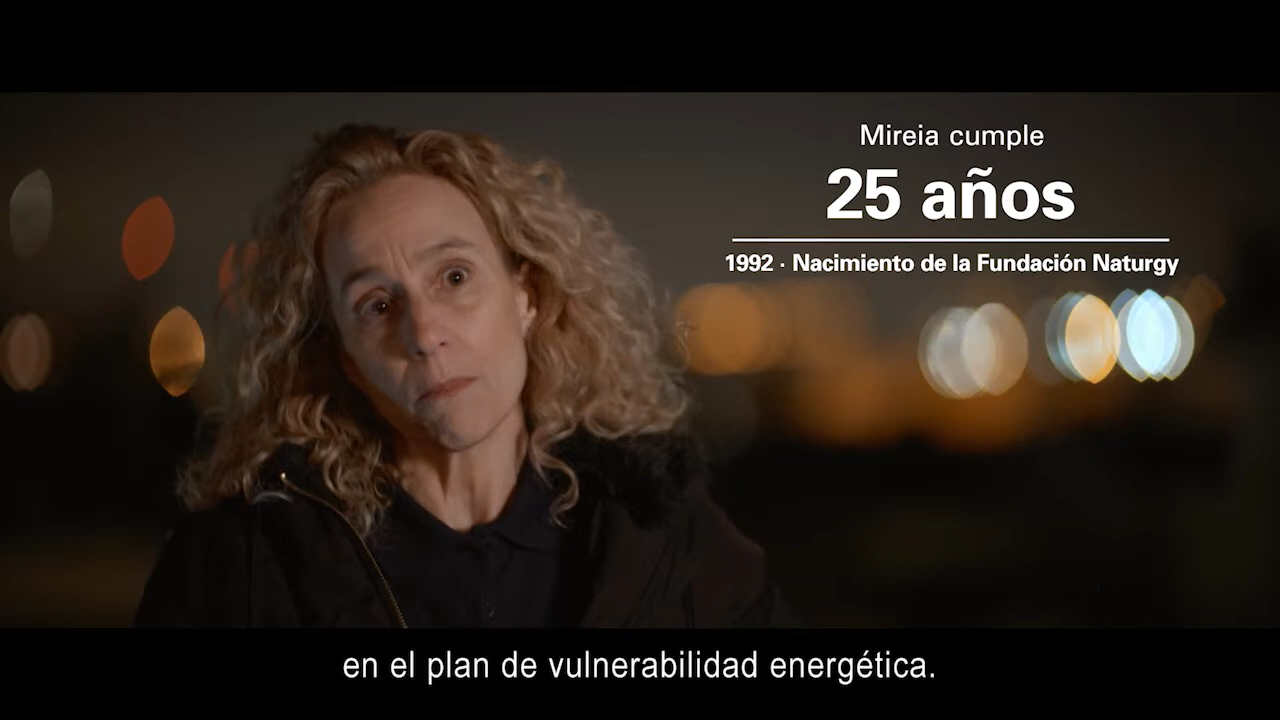 Mireia cumple
25 años
1992 · Nacimiento de la Fundación Naturgy
en el plan de vulnerabilidad energética.